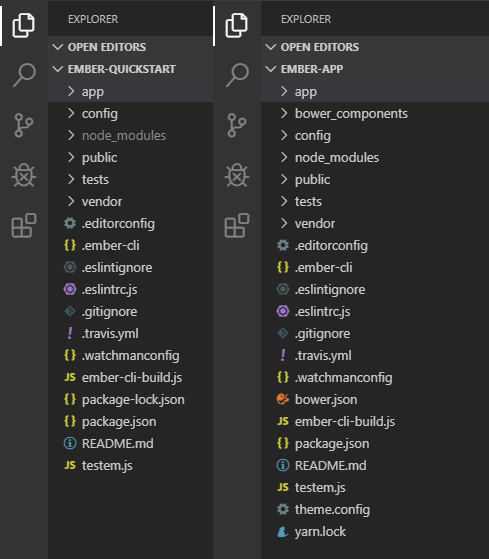 EXPLORER
OPEN EDITORS
EMBER-QUICKSTART
app
config
node_modules
public
tests
vendor
.editorconfig
.ember-cli
.eslintignore
.eslintrc.js
.gitignore
.travis.yml
.watchmanconfig
ember-cli-build.js
package-lock.json
package.json
README.md
testem.js
EXPLORER
OPEN EDITORS
EMBER-APP
app
bower_components
config
node_modules
public
tests
vendor
.editorconfig
.ember-cli
.eslintignore
.eslintrc.js
.gitignore
.travis.yml
.watchmanconfig
bower.json
ember-cli-build.js
package.json
README.md
testem.js
theme.config
yarn.lock